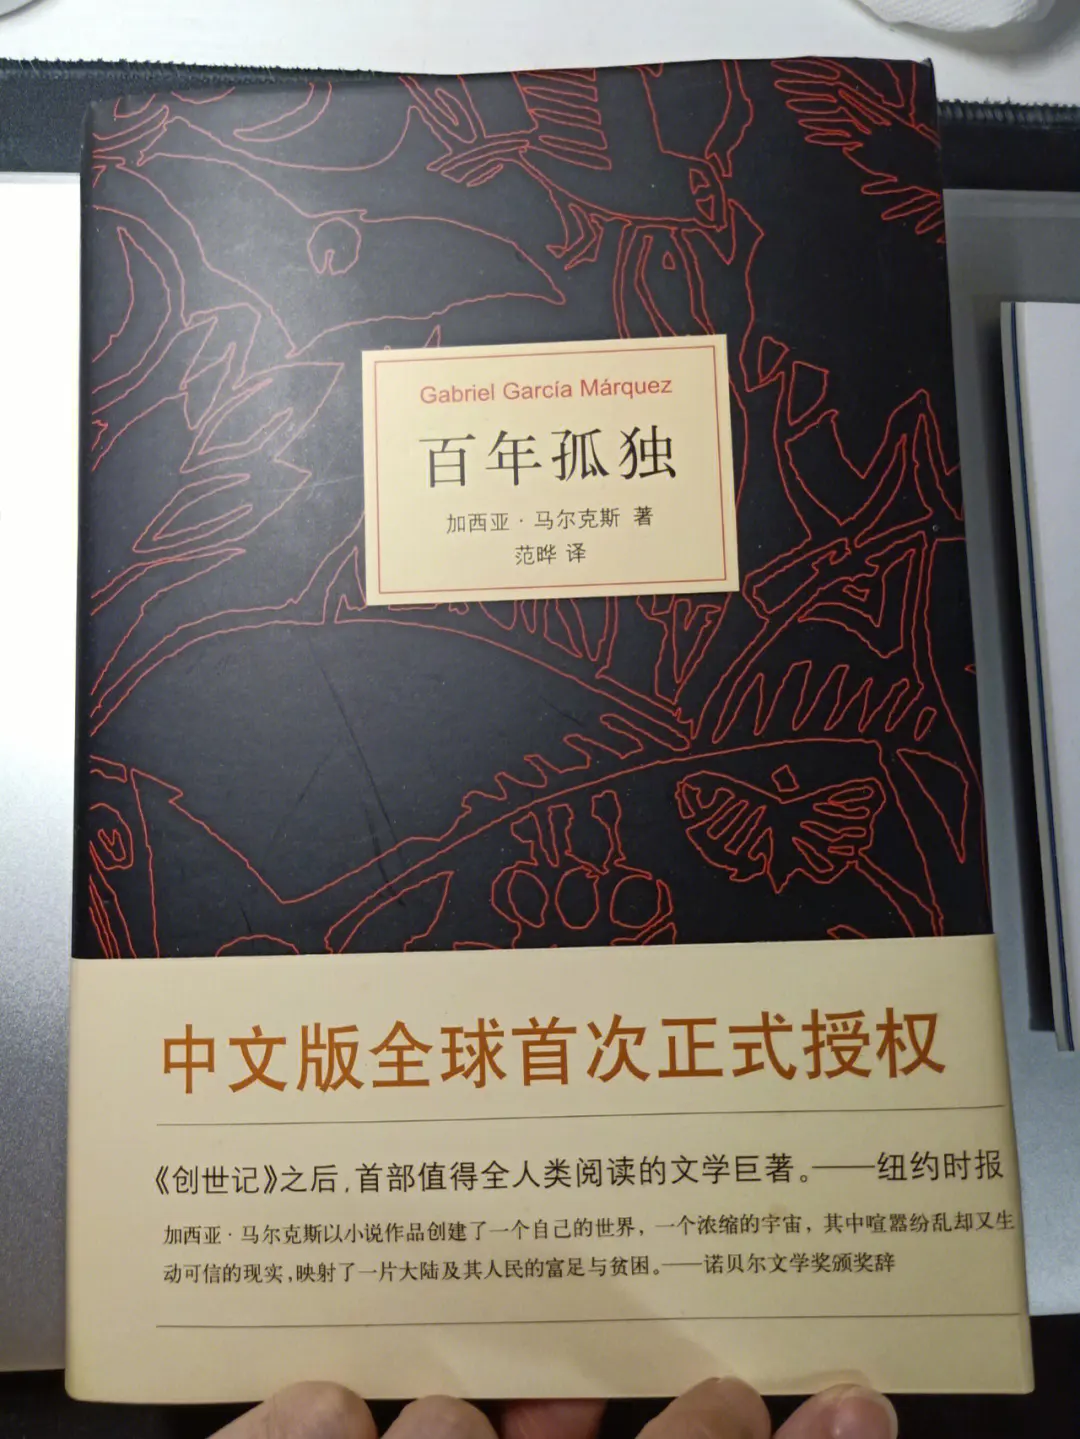 Gabriel García Márquez
百年孤独
加西亚·马尔克斯 著
范晔 译
中文版全球首次正式授权
《创世记》之后,首部值得全人类阅读的文学巨著。——纽约时报
加西亚·马尔克斯以小说作品创建了一个自己的世界，一个浓缩的宇宙，其中喧嚣纷乱却又生
动可信的现实,映射了一片大陆及其人民的富足与贫困。——诺贝尔文学奖颁奖辞